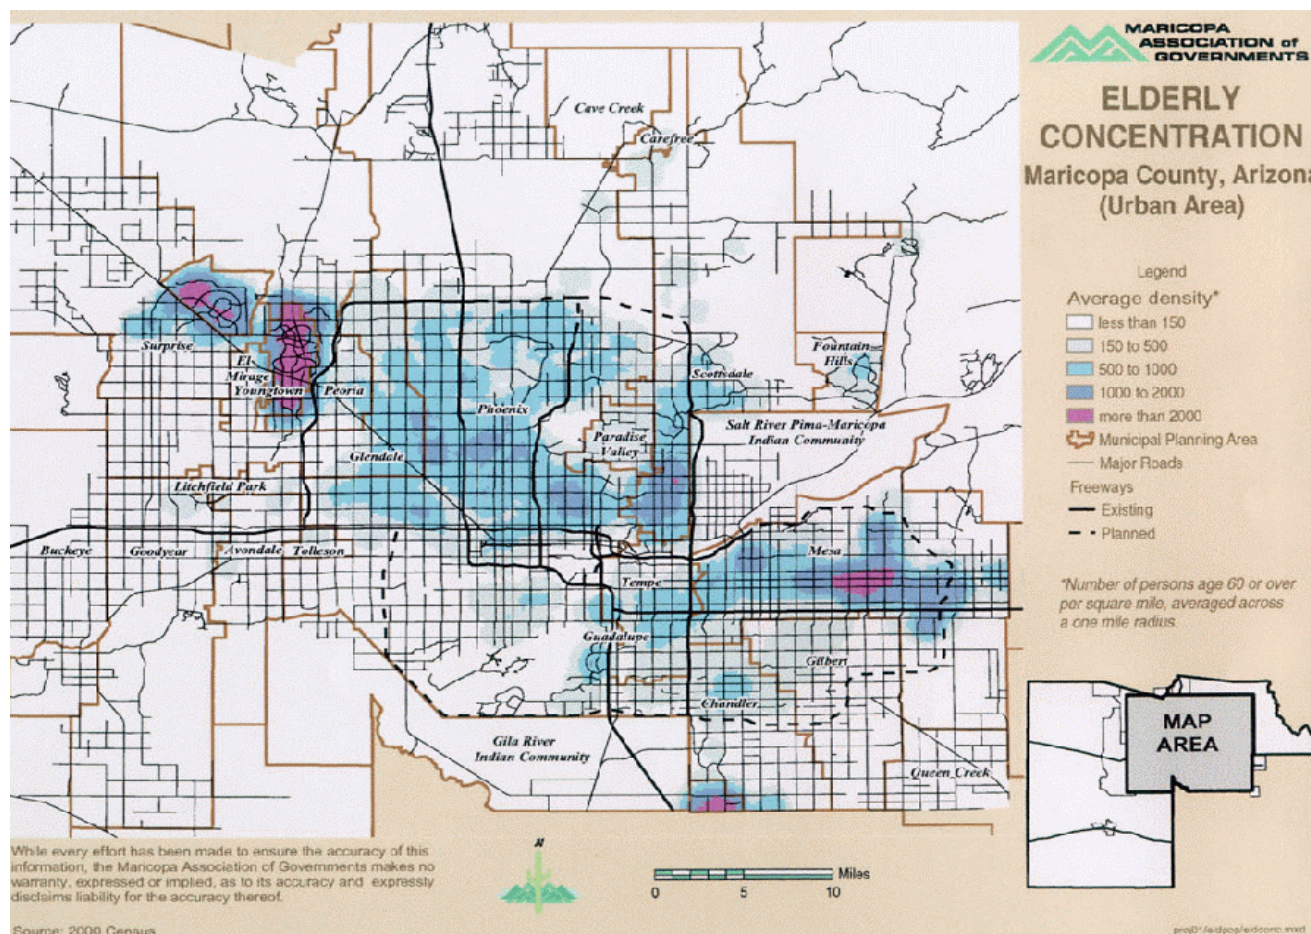 MARICOPA
ASSOCIATION of
GOVERNMENTS
ELDERLY
CONCENTRATION
Maricopa County, Arizona
(Urban Area)
Legend
Average density*
less than 150
150 to 500
500 to 1000
1000 to 2000
more than 2000
Municipal Planning Area
Major Roads
Freeways
Existing
Planned
*Number of persons age 60 or over
per square mile, averaged across
a one mile radius.
MAP
AREA
Cave Creek
Carefree
Surprise
El
Mirage
Youngtown
Peoria
Phoenix
Fountain
Hills
Scottsdale
Paradise
Valley
Salt River Pima-Maricopa
Indian Community
Glendale
Litchfield Park
Buckeye
Goodyear
Avondale
Tolleson
Tempe
Mesa
Guadalupe
Gilbert
Chandler
Gila River
Indian Community
Queen Creek
While every effort has been made to ensure the accuracy of this
information, the Maricopa Association of Governments makes no
warranty, expressed or implied, as to its accuracy and expressly
disclaims liability for the accuracy thereof.
Source: 2000 Census
N
0 5 10
Miles